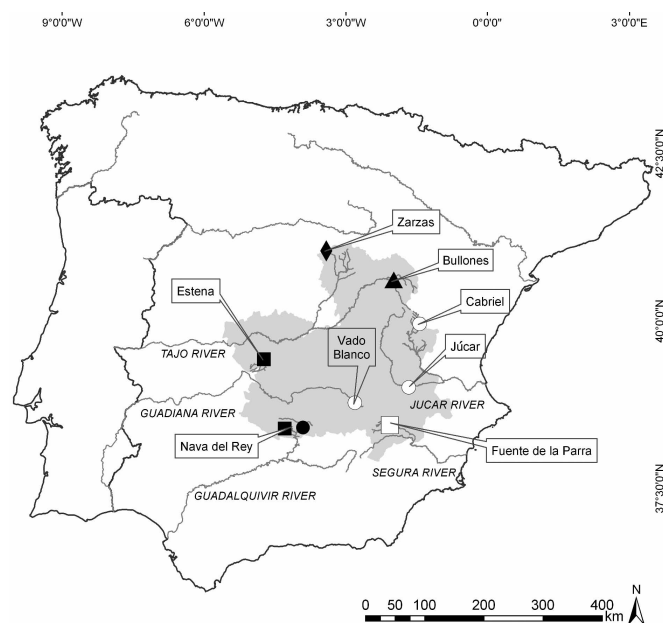 9°0'0"W 6°0'0"W 3°0'0"W 0°0'0" 3°0'0"E
42°30'0"N
Zarzas
Bullones
Estena
Cabriel
40°0'0"N
Vado
Blanco
Júcar
TAJO RIVER
GUADIANA RIVER
JUCAR RIVER
Nava del Rey
Fuente de la Parra
SEGURA RIVER
GUADALQUIVIR RIVER
37°30'0"N
N
0 50 100 200 300 400
km